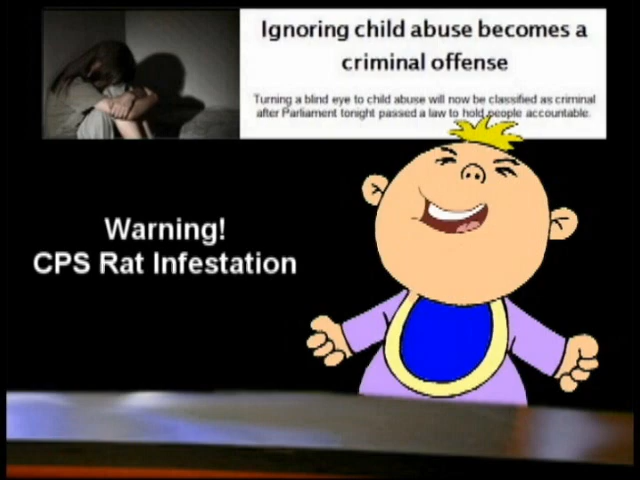 Ignoring child abuse becomes a
criminal offense
Turning a blind eye to child abuse will now be classified as criminal
after Parliament tonight passed a law to hold people accountable.
Warning!
CPS Rat Infestation